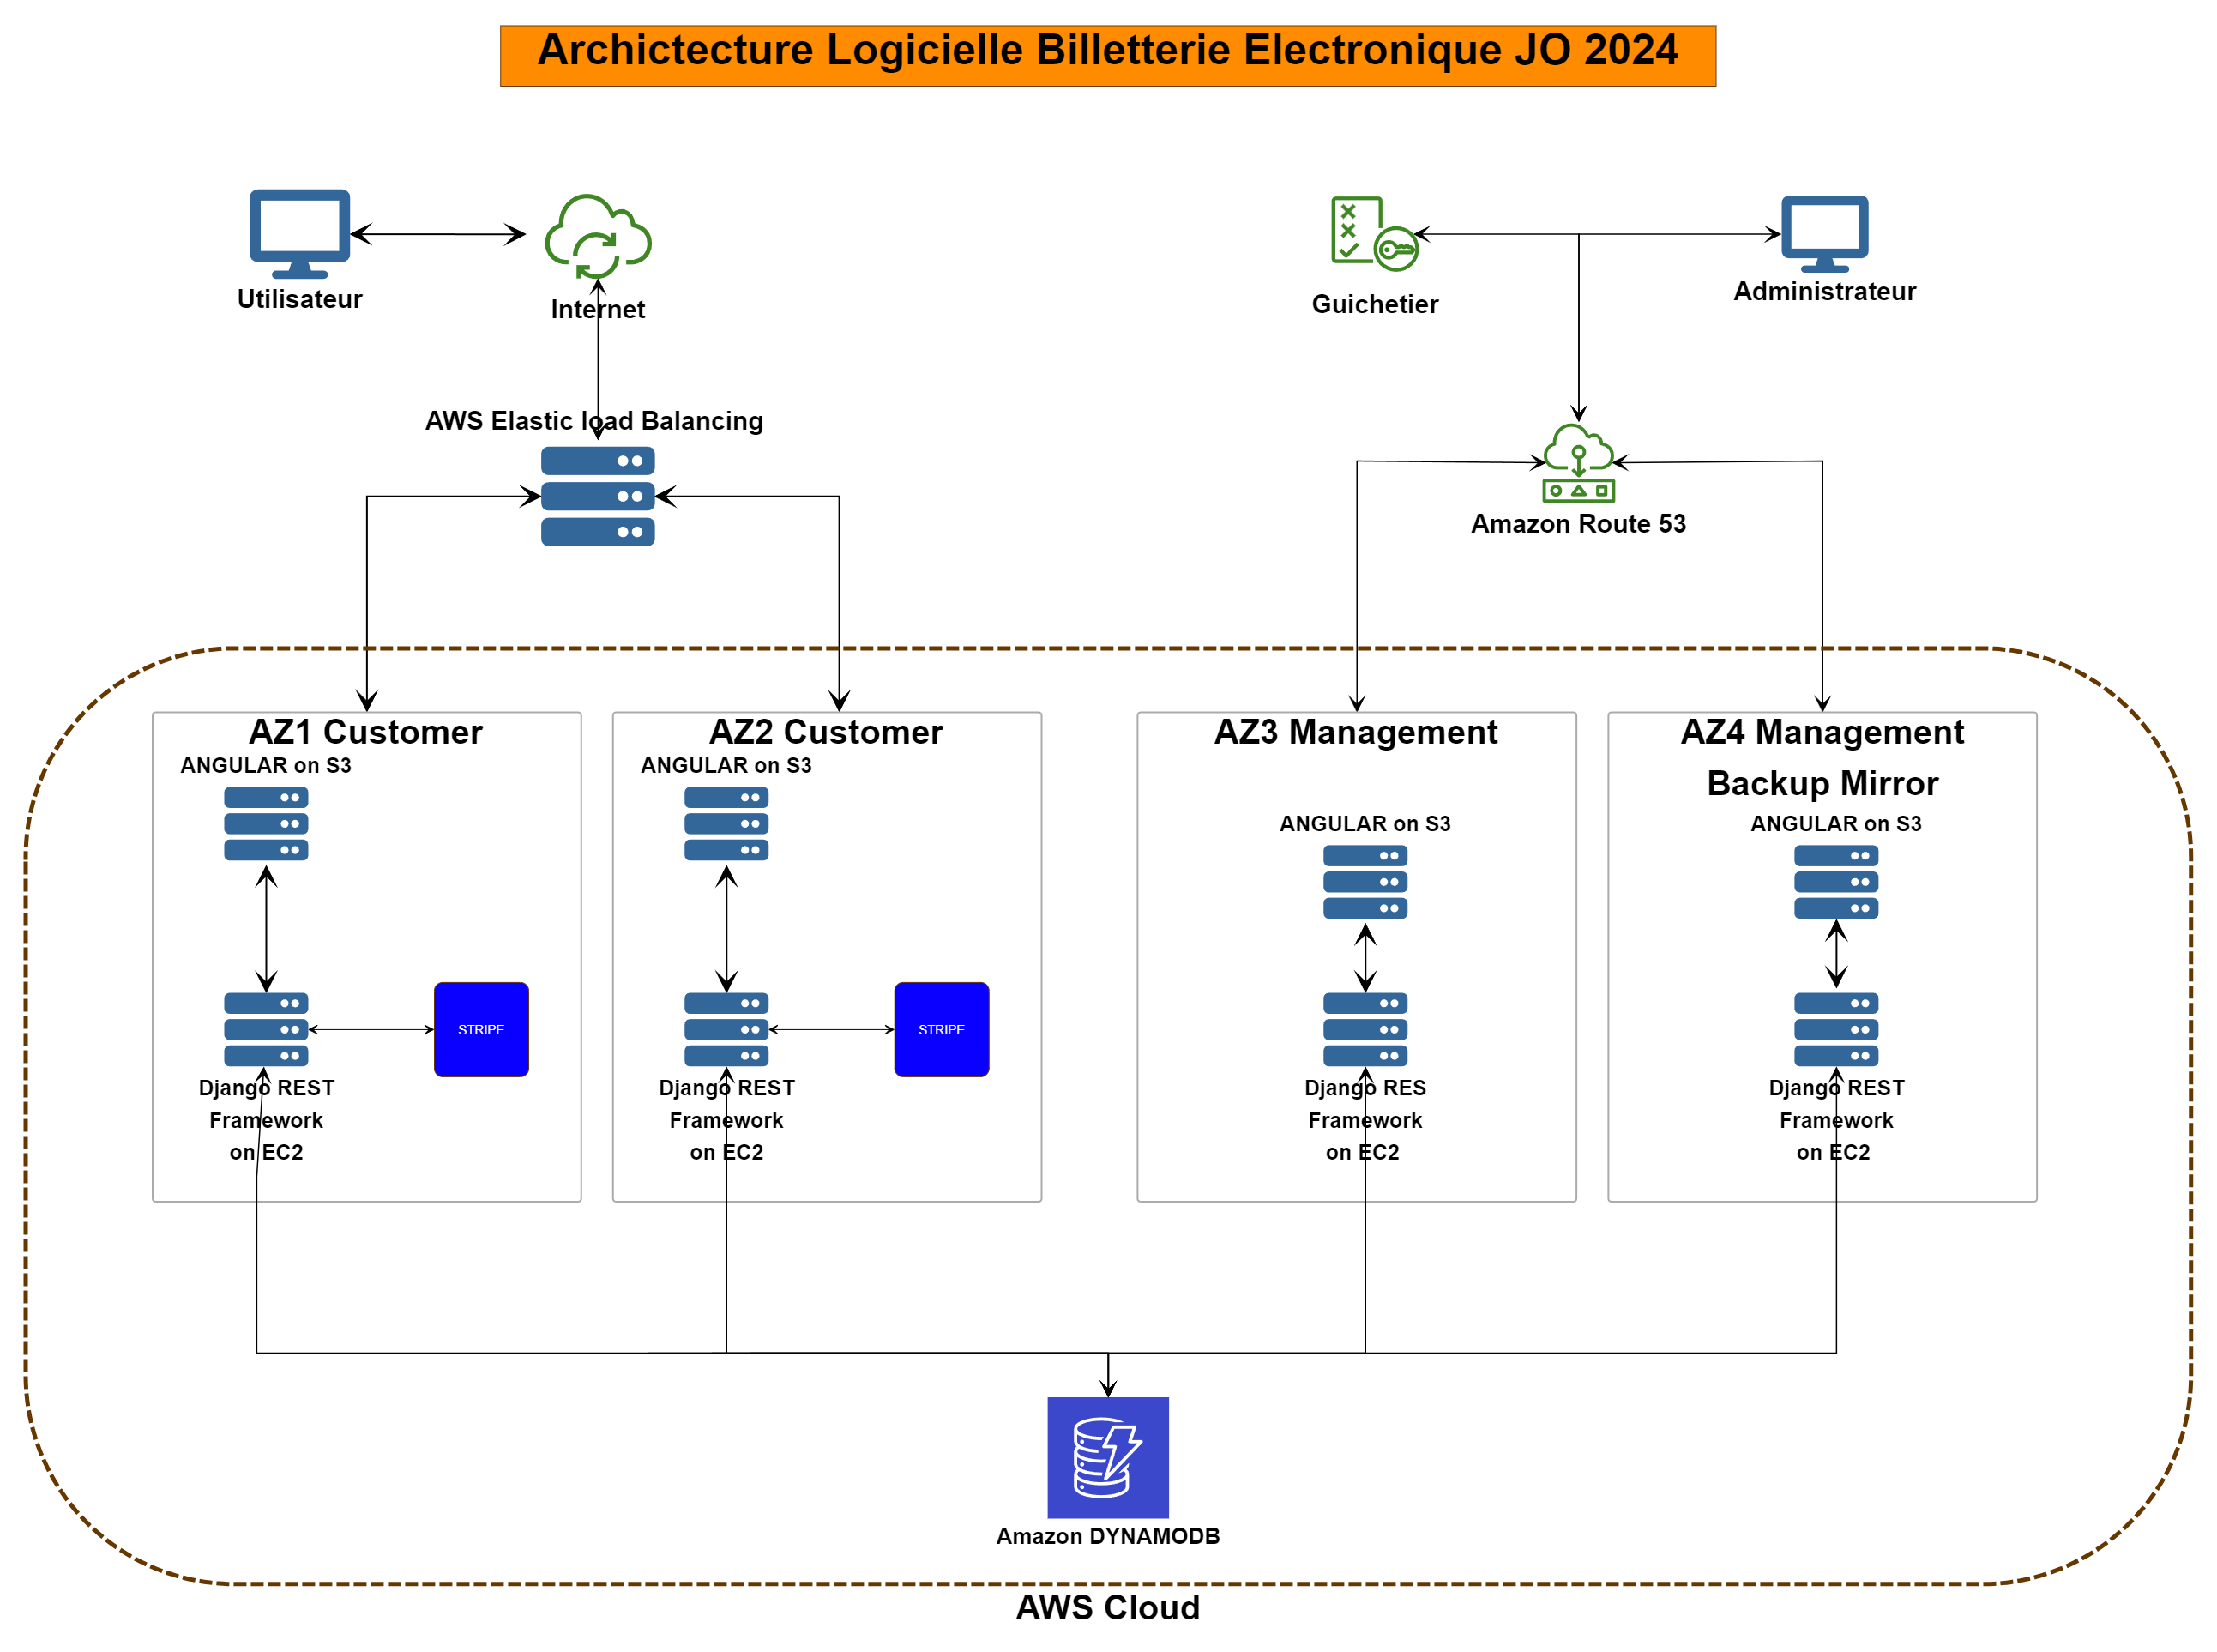 Archictecture Logicielle Billetterie Electronique JO 2024
Utilisateur
Internet
Guichetier
Administrateur
AWS Elastic load Balancing
Amazon Route 53
AZ1 Customer
ANGULAR on S3
STRIPE
Django REST
Framework
on EC2
AZ2 Customer
ANGULAR on S3
STRIPE
Django REST
Framework
on EC2
AZ3 Management
ANGULAR on S3
Django RES
Framework
on EC2
AZ4 Management
Backup Mirror
ANGULAR on S3
Django REST
Framework
on EC2
Amazon DYNAMODB
AWS Cloud